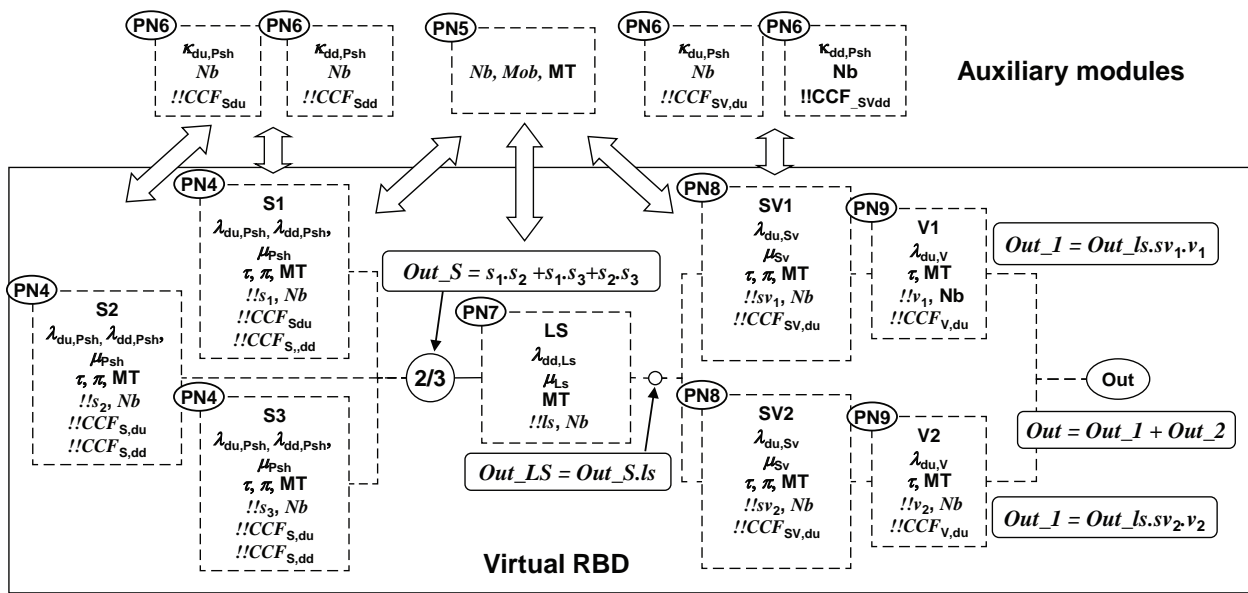 PN6
κdu,Psh
Nb
!!CCFSdu
PN6
κdd,Psh
Nb
!!CCFSdd
PN5
Nb, Mob, MT
PN6
κdu,Psh
Nb
!!CCFSV,du
PN6
κdd,Psh
Nb
!!CCF_SVdd
Auxiliary modules
PN4
S1
λdu,Psh, λdd,Psh,
μPsh
τ, π, MT
!!s1, Nb
!!CCFSdu
!!CCFS,,dd
PN4
S2
λdu,Psh, λdd,Psh,
μPsh
τ, π, MT
!!s2, Nb
!!CCFS,du
!!CCFS,dd
PN4
S3
λdu,Psh, λdd,Psh,
μPsh
τ, π, MT
!!s3, Nb
!!CCFS,du
!!CCFS,dd
Out_S = s1.s2 +s1.s3+s2.s3
2/3
PN7
LS
λdd,Ls
μLs
MT
!!ls, Nb
Out_LS = Out_S.ls
PN8
SV1
λdu,Sv
μSv
τ, π, MT
!!sv1, Nb
!!CCFSV,du
PN9
V1
λdu,V
τ, MT
!!v1, Nb
!!CCFV,du
Out_1 = Out_ls.sv1.v1
PN8
SV2
λdu,Sv
μSv
τ, π, MT
!!sv2, Nb
!!CCFSV,du
PN9
V2
λdu,V
τ, MT
!!v2, Nb
!!CCFV,du
Out
Out = Out_1 + Out_2
Out_1 = Out_ls.sv2.v2
Virtual RBD